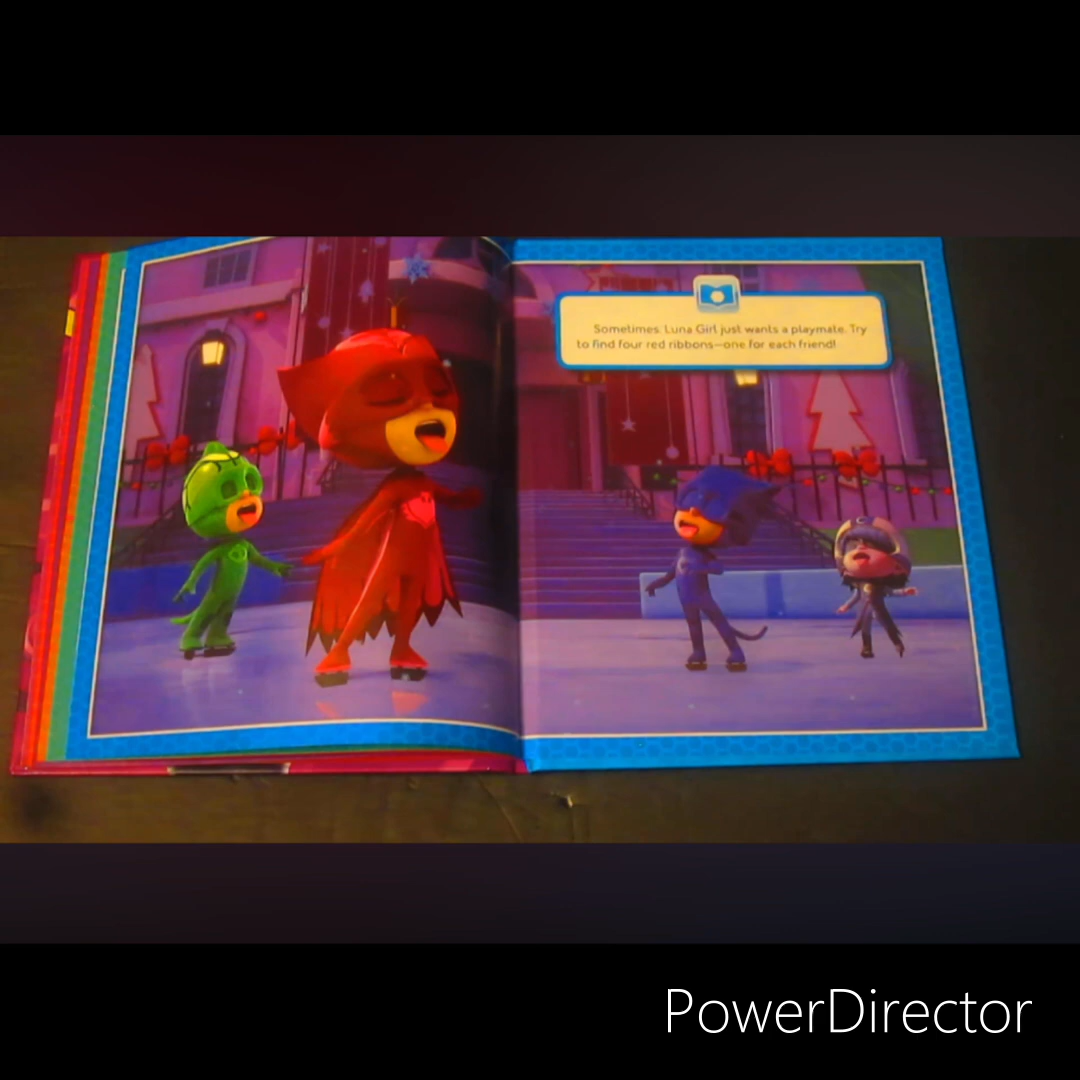 Sometimes Luna Girl just wants a playmate. Try
to find four red ribbons—one for each friend!
PowerDirector